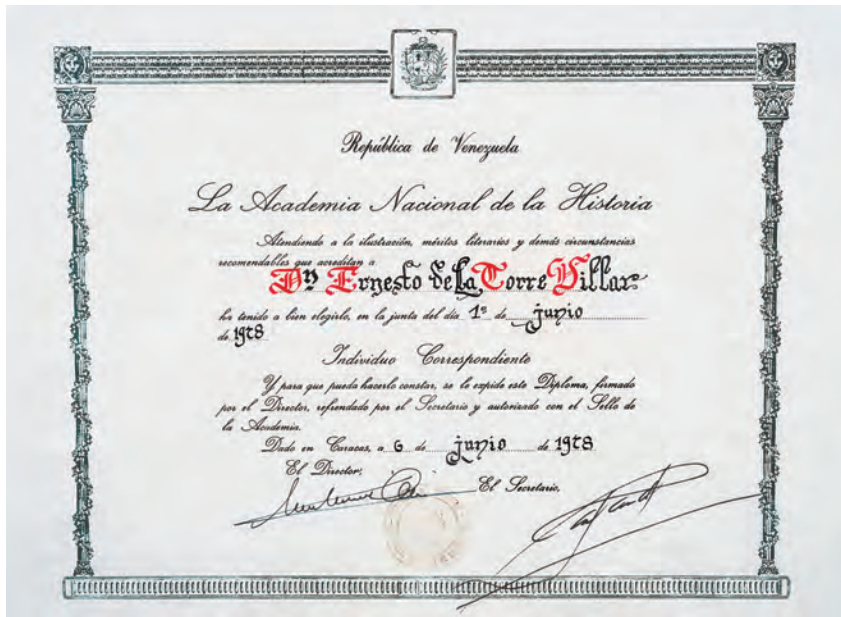 República de Venezuela
La Academia Nacional de la Historia
Atendiendo a la ilustración, méritos literarios y demás circunstancias
recomendables que acreditan a
Dn Ernesto de La Torre Villar
ha tenido a bien elegirlo, en la junta del día 1º de junio
de 1978
Individuo Correspondiente
Y para que pueda hacerlo constar, se le expide este Diploma, firmado
por el Director, refrendado por el Secretario y autorizado con el Sello de
la Academia.
Dado en Caracas, a 6 de junio de 1978
El Director,
El Secretario,